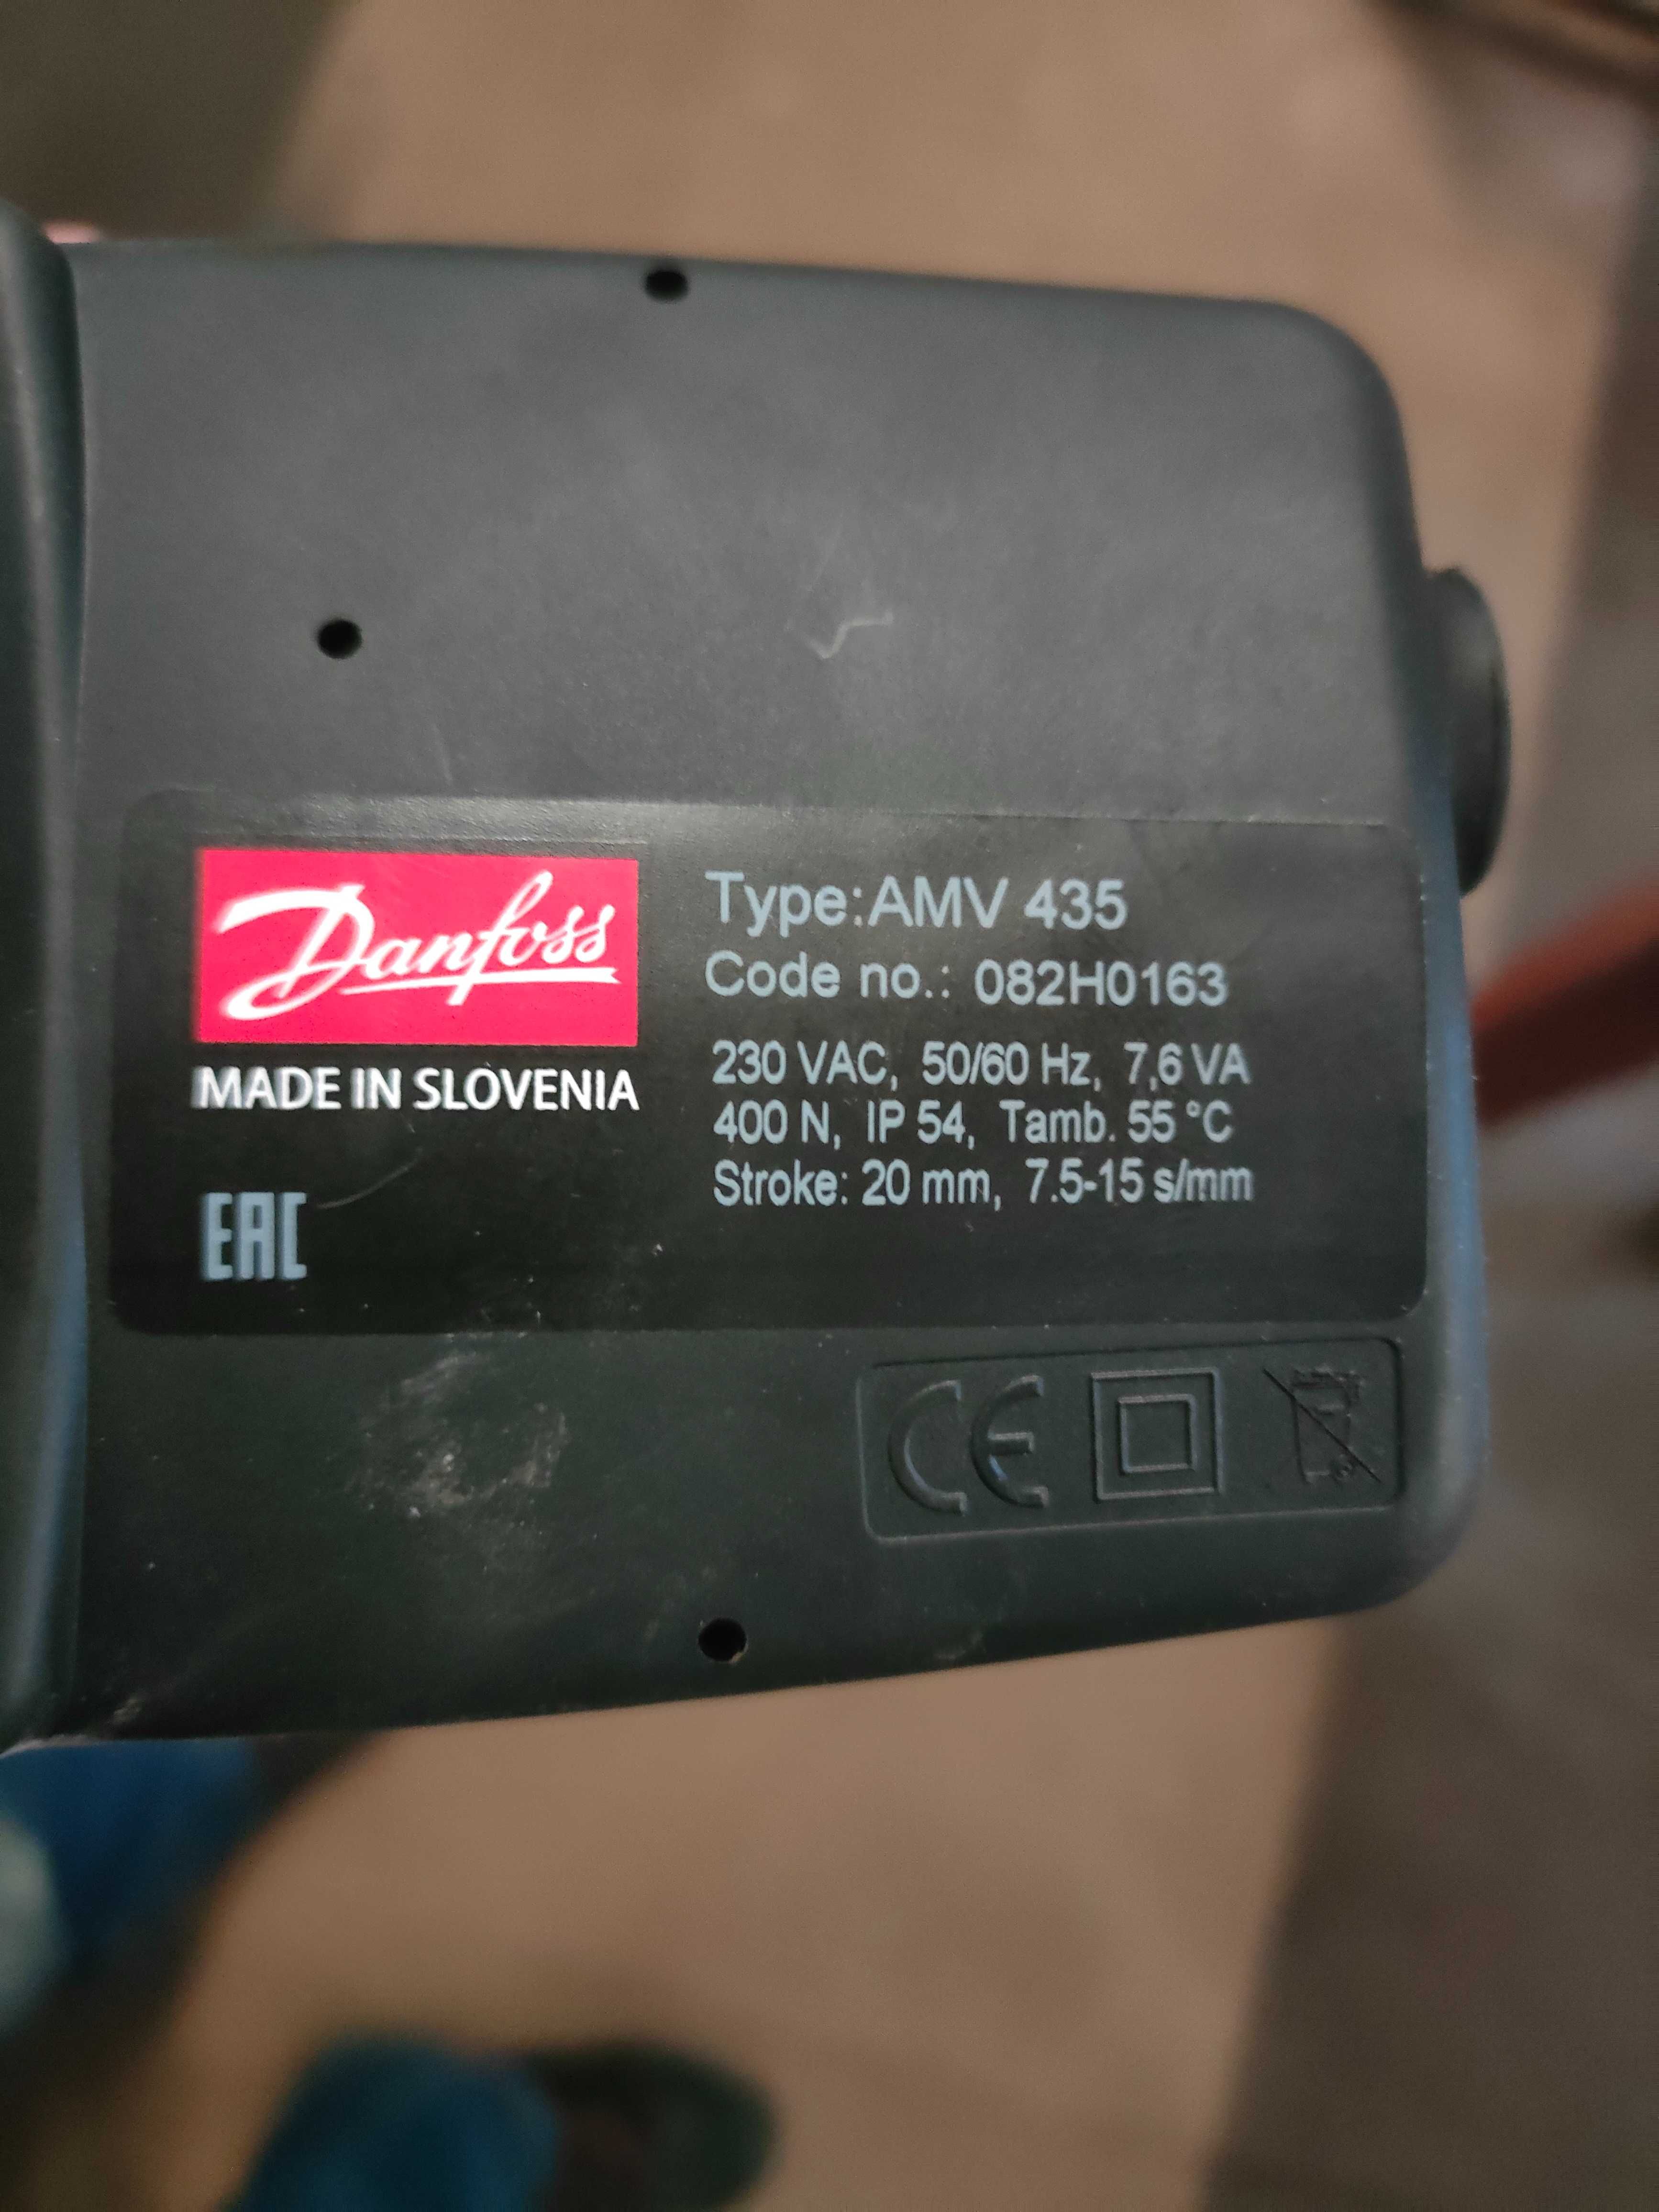 Danfoss
MADE IN SLOVENIA
EAC
Type:AMV 435
Code no.: 082H0163
230 VAC, 50/60 Hz, 7,6 VA
400 N, IP 54, Tamb. 55 °C
Stroke: 20 mm, 7.5-15 s/mm
CE